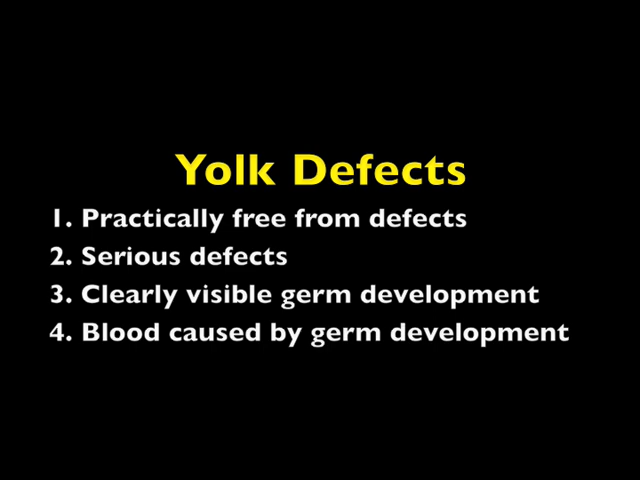 Yolk Defects
1. Practically free from defects
2. Serious defects
3. Clearly visible germ development
4. Blood caused by germ development